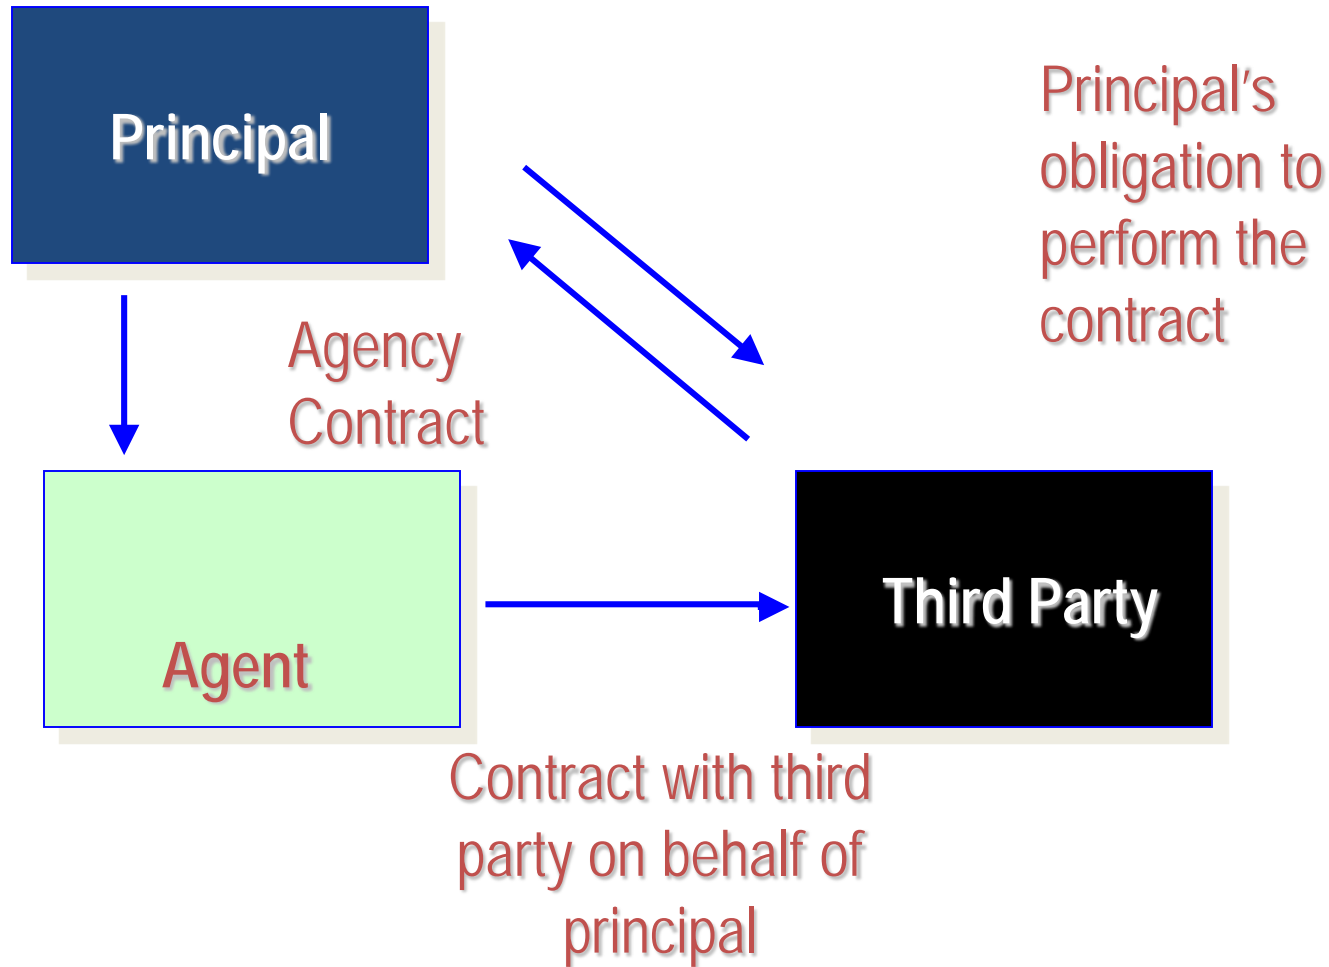 Principal
Principal's
obligation to
perform the
contract
Agency
Contract
Agent
Third Party
Contract with third
party on behalf of
principal